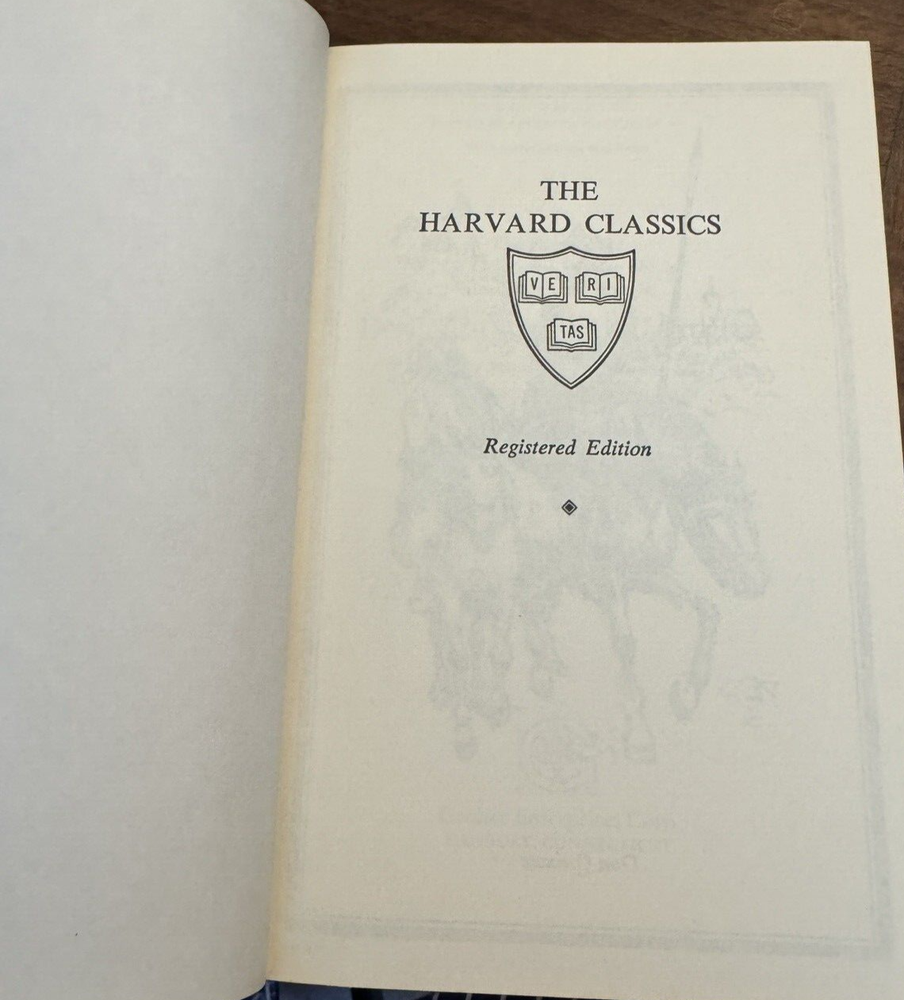 THE
HARVARD CLASSICS
VE RI
TAS
Registered Edition